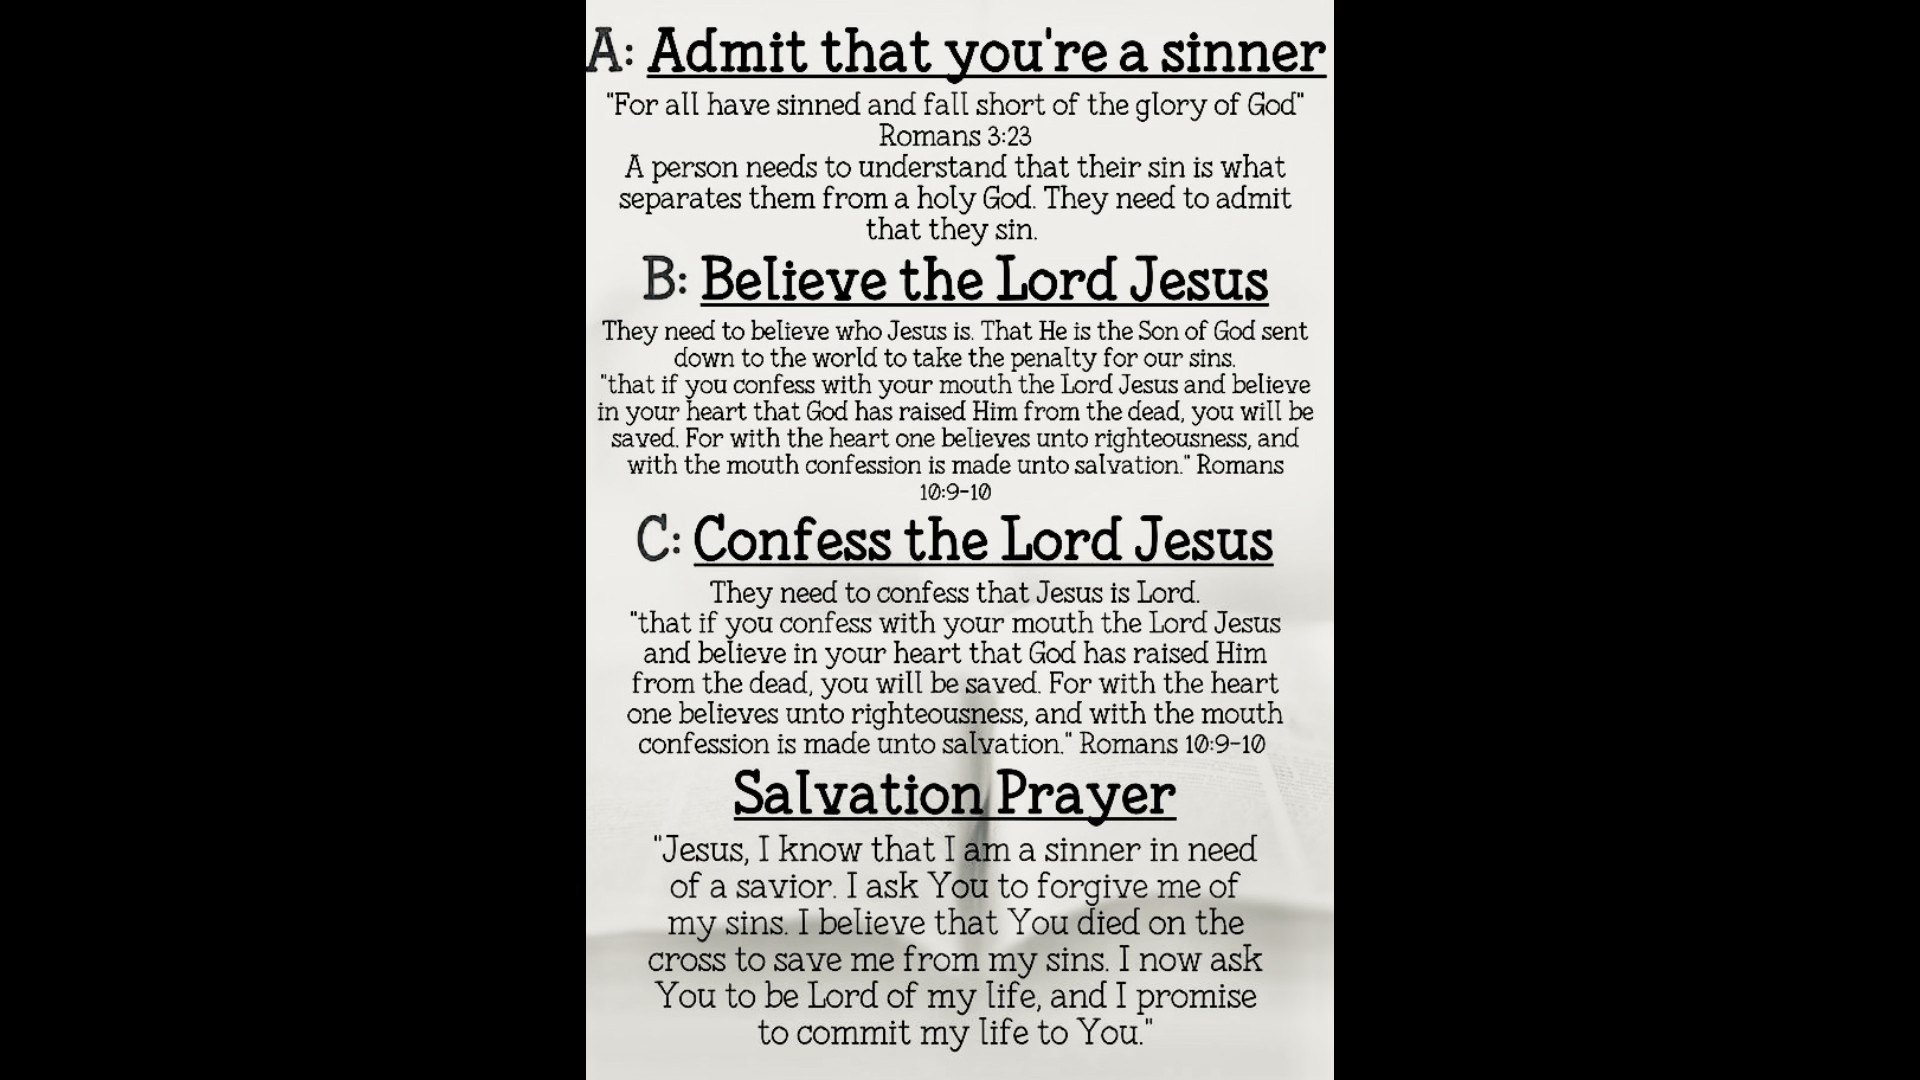 A: Admit that you're a sinner
"For all have sinned and fall short of the glory of God"
Romans 3:23
A person needs to understand that their sin is what
separates them from a holy God. They need to admit
that they sin.
B: Believe the Lord Jesus
They need to believe who Jesus is. That He is the Son of God sent
down to the world to take the penalty for our sins.
"that if you confess with your mouth the Lord Jesus and believe
in your heart that God has raised Him from the dead, you will be
saved. For with the heart one believes unto righteousness, and
with the mouth confession is made unto salvation." Romans
10:9-10
C: Confess the Lord Jesus
They need to confess that Jesus is Lord.
"that if you confess with your mouth the Lord Jesus
and believe in your heart that God has raised Him
from the dead, you will be saved. For with the heart
one believes unto righteousness, and with the mouth
confession is made unto salvation." Romans 10:9-10
Salvation Prayer
"Jesus, I know that I am a sinner in need
of a savior. I ask You to forgive me of
my sins. I believe that You died on the
cross to save me from my sins. I now ask
You to be Lord of my life, and I promise
to commit my life to You."